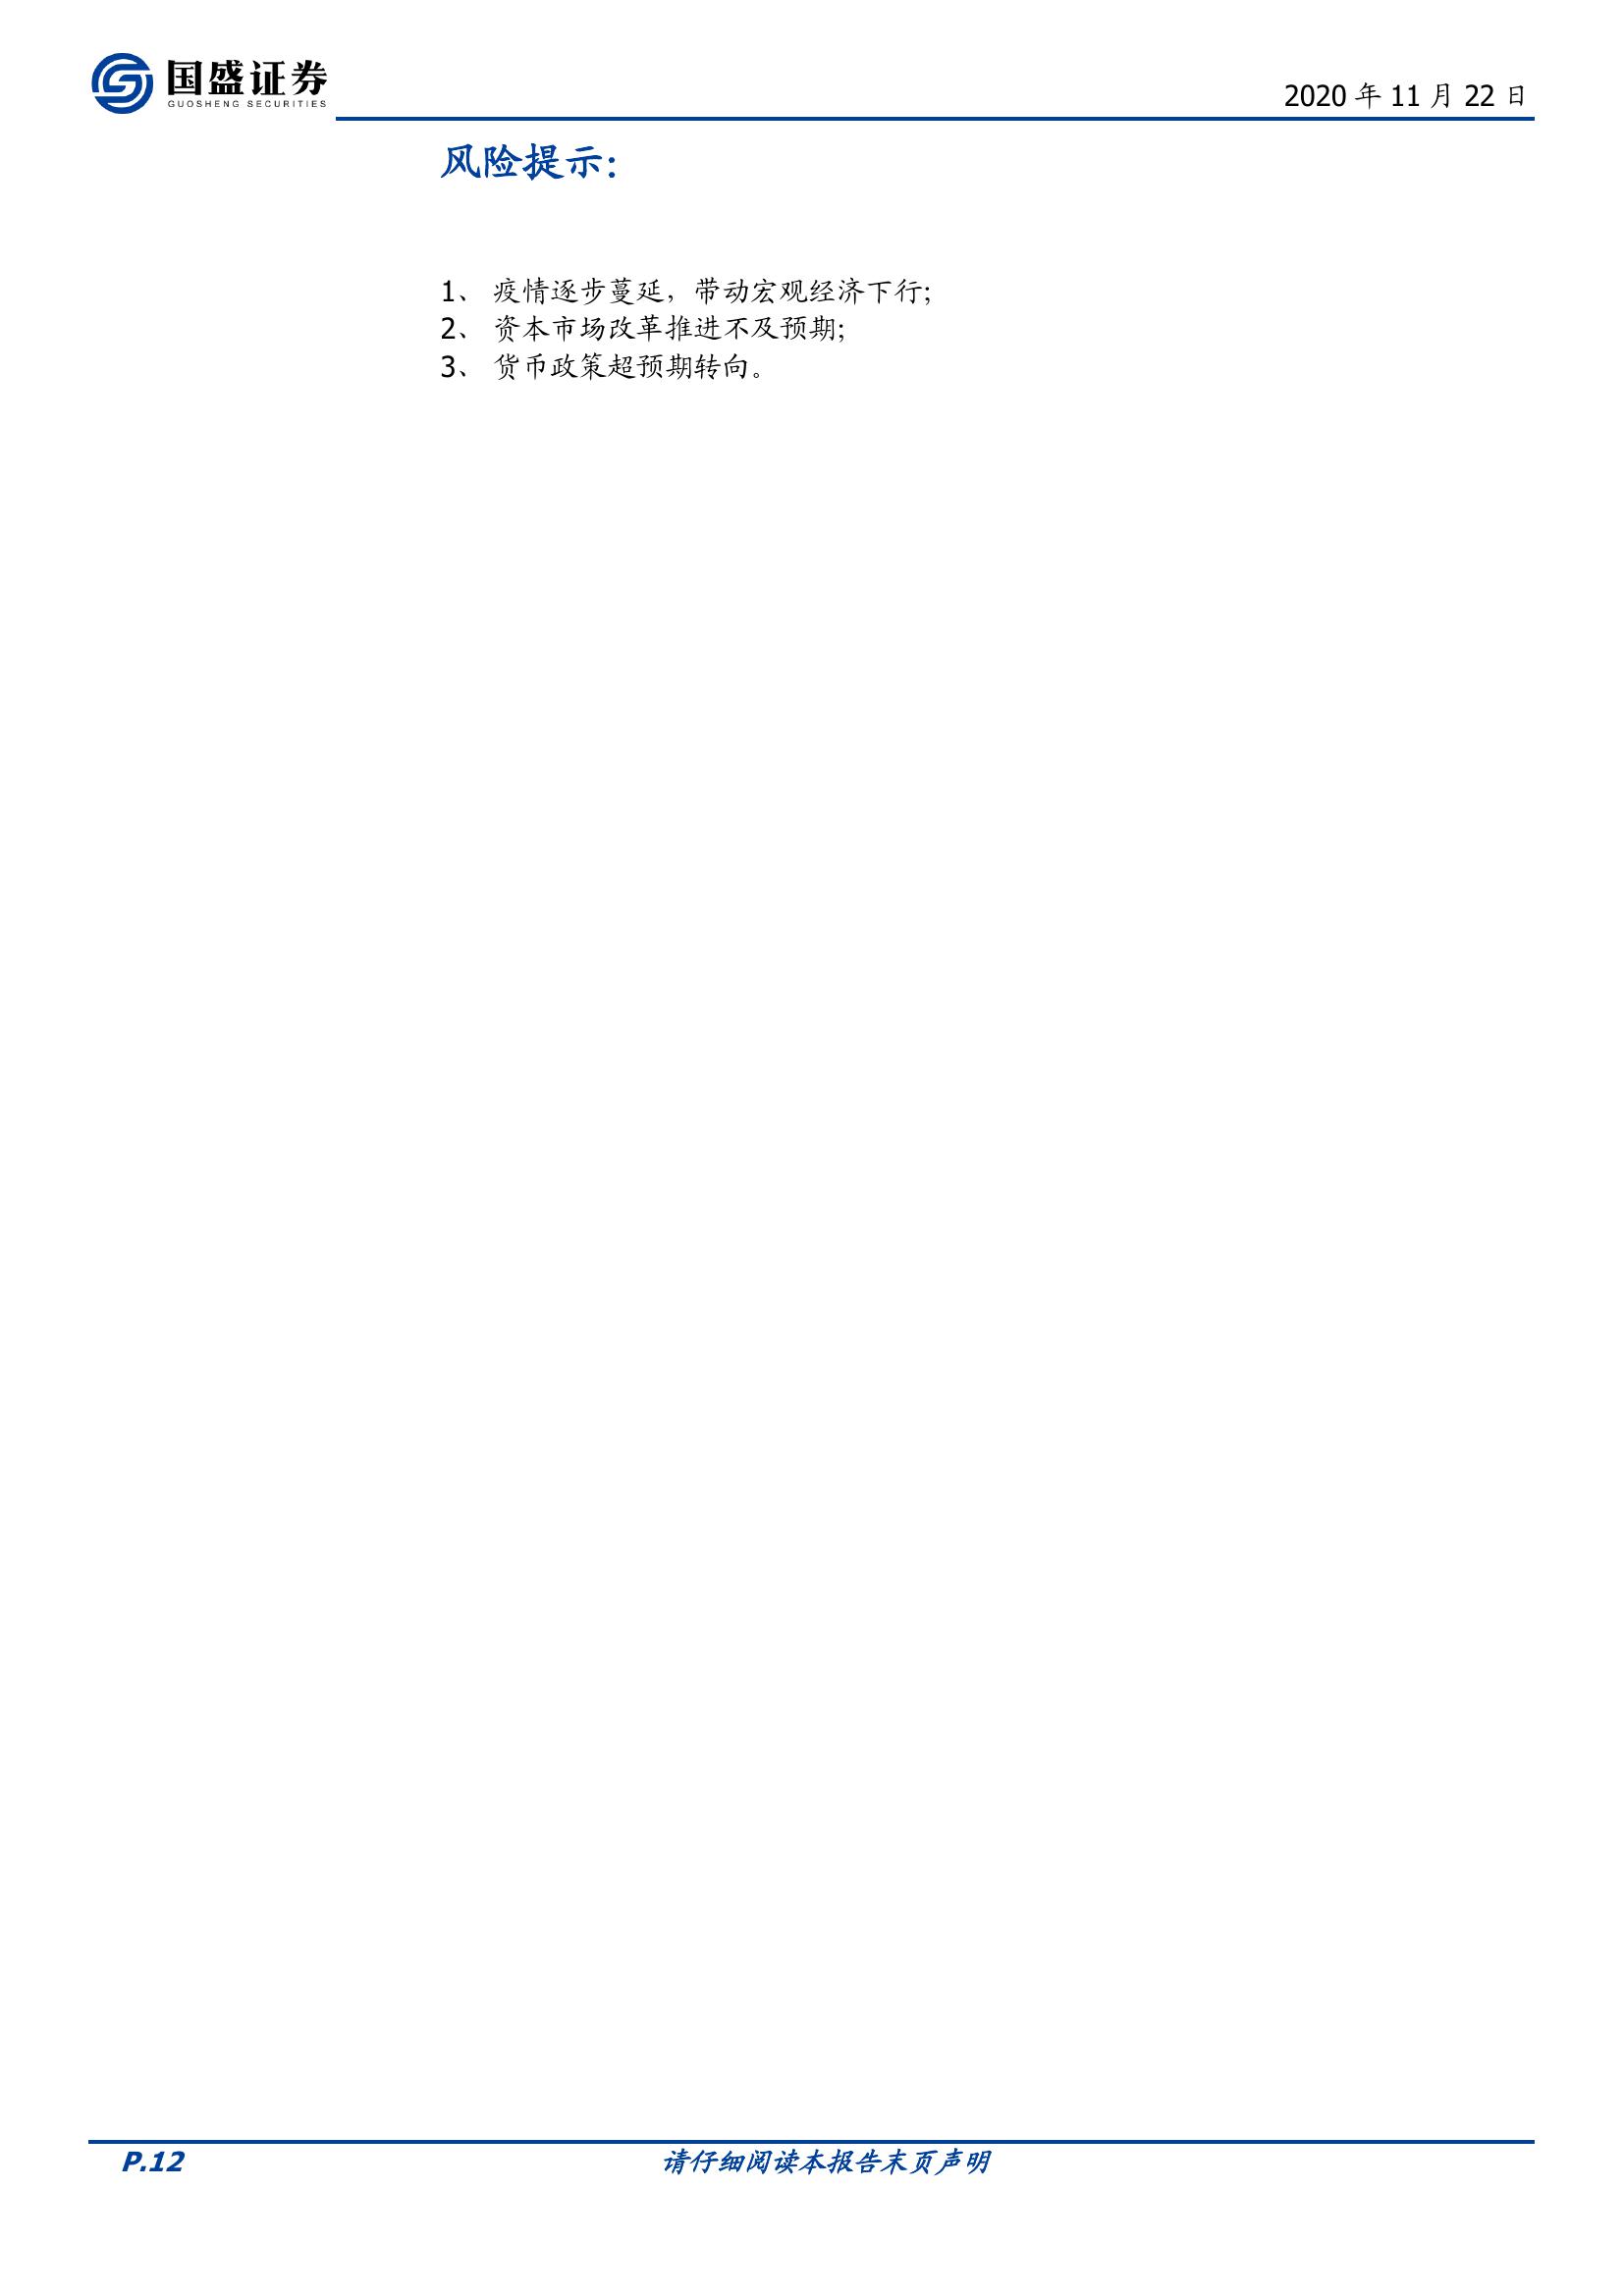 国盛证券
GUOSHENG SECURITIES
2020 年 11 月 22 日
风险提示：
1、 疫情逐步蔓延，带动宏观经济下行；
2、 资本市场改革推进不及预期；
3、 货币政策超预期转向。
P.12
请仔细阅读本报告末页声明